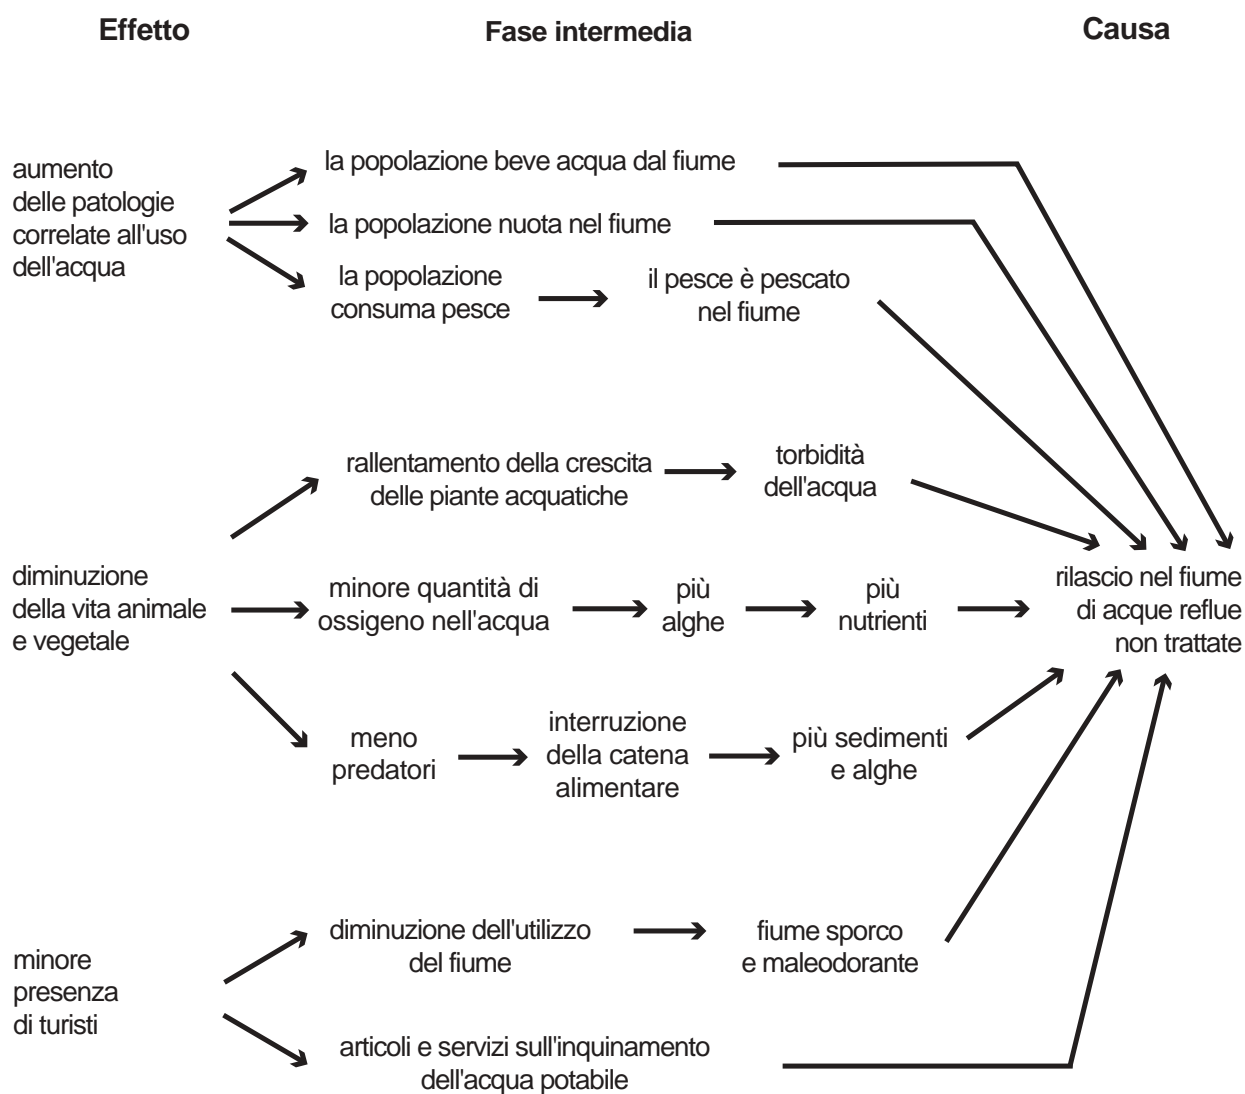 Effetto
Fase intermedia
Causa
aumento
delle patologie
correlate all'uso
dell'acqua
la popolazione beve acqua dal fiume
la popolazione nuota nel fiume
la popolazione
consuma pesce
il pesce è pescato
nel fiume
diminuzione
della vita animale
e vegetale
rallentamento della crescita
delle piante acquatiche
torbidità
dell'acqua
minore quantità di
ossigeno nell'acqua
più
alghe
più
nutrienti
meno
predatori
interruzione
della catena
alimentare
più sedimenti
e alghe
rilascio nel fiume
di acque reflue
non trattate
minore
presenza
di turisti
diminuzione dell'utilizzo
del fiume
fiume sporco
e maleodorante
articoli e servizi sull'inquinamento
dell'acqua potabile